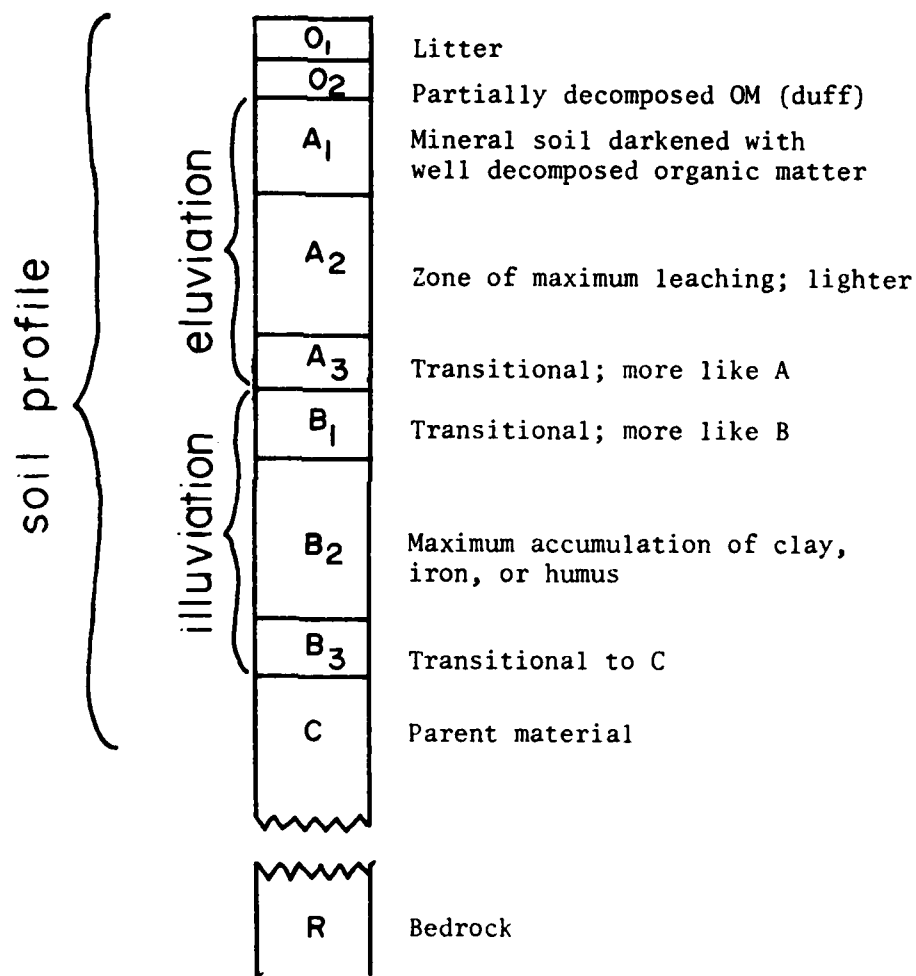 soil profile
eluviation
illuviation
O₁
Litter
O₂
Partially decomposed OM (duff)
A₁
Mineral soil darkened with
well decomposed organic matter
A₂
Zone of maximum leaching; lighter
A₃
Transitional; more like A
B₁
Transitional; more like B
B₂
Maximum accumulation of clay,
iron, or humus
B₃
Transitional to C
C
Parent material
R
Bedrock